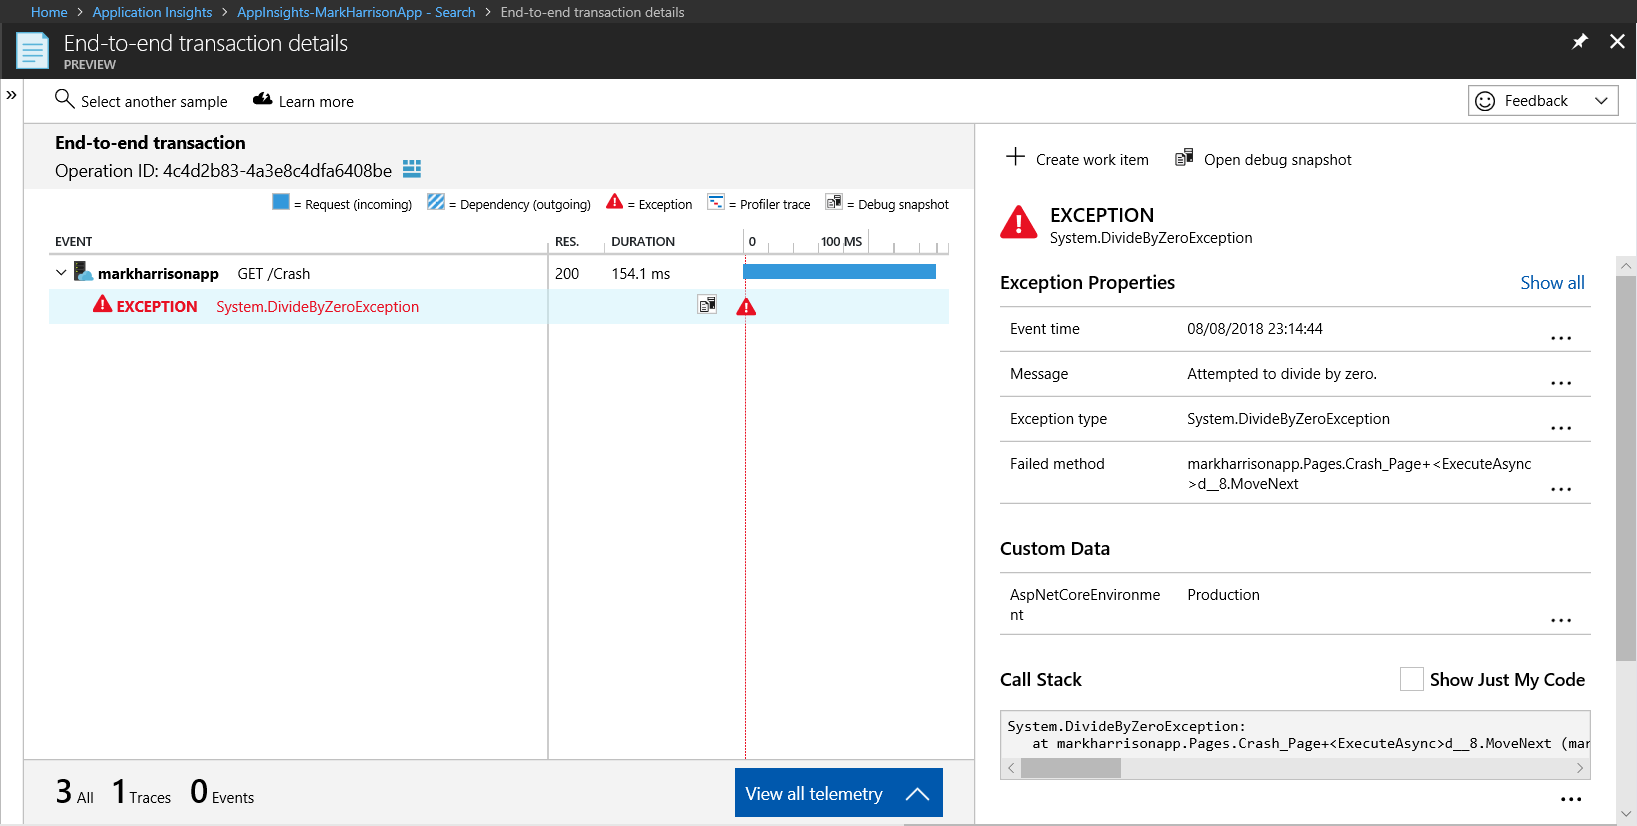 Home > Application Insights > AppInsights-MarkHarrisonApp - Search > End-to-end transaction details
End-to-end transaction details
PREVIEW
» Select another sample Learn more
Feedback
End-to-end transaction
Operation ID: 4c4d2b83-4a3e8c4dfa6408be
= Request (incoming) = Dependency (outgoing) = Exception = Profiler trace = Debug snapshot
EVENT RES. DURATION 0 100 MS
markharrisonapp GET /Crash 200 154.1 ms
EXCEPTION System.DivideByZeroException
3 All 1 Traces 0 Events
View all telemetry
Create work item Open debug snapshot
EXCEPTION
System.DivideByZeroException
Exception Properties Show all
Event time 08/08/2018 23:14:44 ...
Message Attempted to divide by zero. ...
Exception type System.DivideByZeroException ...
Failed method markharrisonapp.Pages.Crash_Page+<ExecuteAsync
>d__8.MoveNext ...
Custom Data
AspNetCoreEnvironme Production
nt ...
Call Stack Show Just My Code
System.DivideByZeroException:
at markharrisonapp.Pages.Crash_Page+<ExecuteAsync>d__8.MoveNext (mar
...